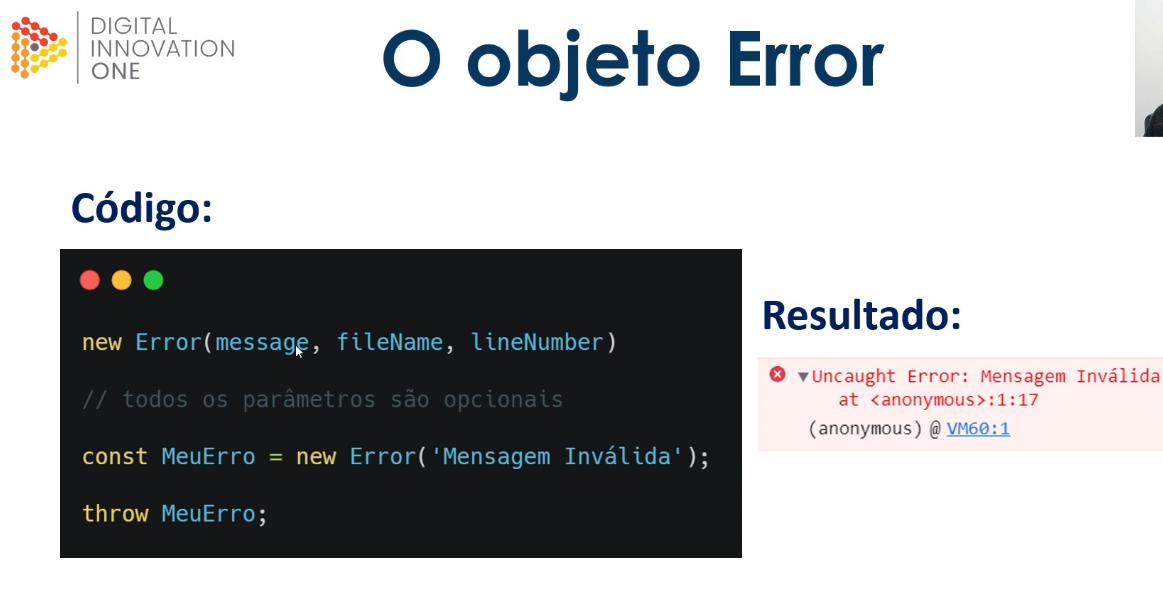 DIGITAL
INNOVATION
ONE
O objeto Error
Código:
new Error(message, fileName, lineNumber)
// todos os parâmetros são opcionais
const MeuErro = new Error('Mensagem Inválida');
throw MeuErro;
Resultado:
▼Uncaught Error: Mensagem Inválida
at <anonymous>:1:17
(anonymous) @ VM60:1